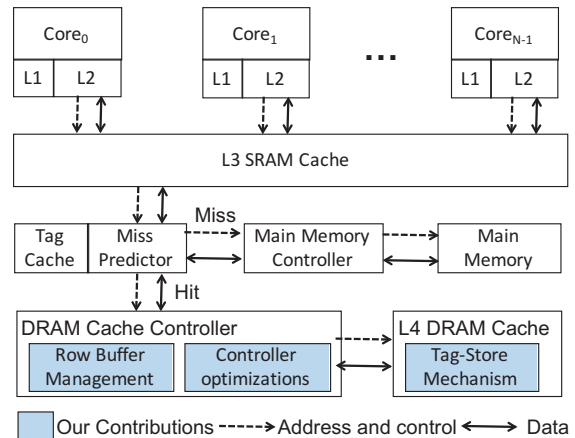 Core0 Core1 ... CoreN-1
L1 L2 L1 L2 L1 L2
L3 SRAM Cache
Miss
Tag Cache
Miss Predictor
Main Memory Controller
Main Memory
Hit
DRAM Cache Controller
Row Buffer Management
Controller optimizations
L4 DRAM Cache
Tag-Store Mechanism
Our Contributions Address and control Data